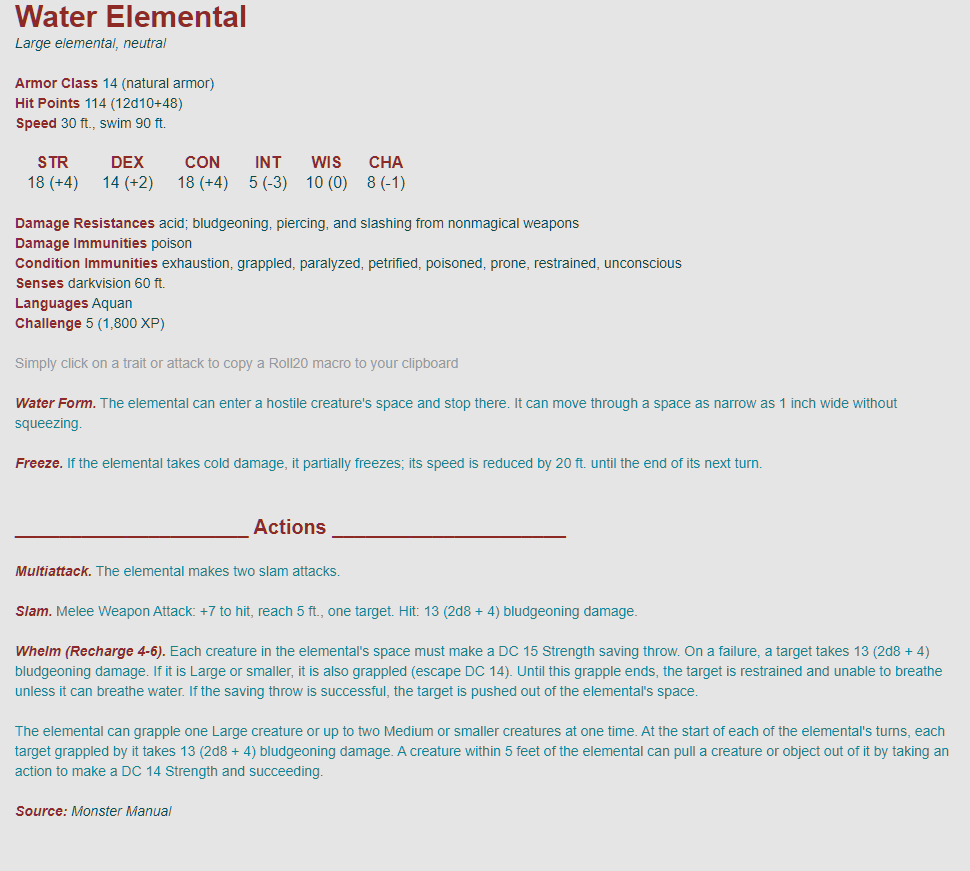 Water Elemental
Large elemental, neutral
Armor Class 14 (natural armor)
Hit Points 114 (12d10+48)
Speed 30 ft., swim 90 ft.
STR DEX CON INT WIS CHA
18 (+4) 14 (+2) 18 (+4) 5 (-3) 10 (0) 8 (-1)
Damage Resistances acid; bludgeoning, piercing, and slashing from nonmagical weapons
Damage Immunities poison
Condition Immunities exhaustion, grappled, paralyzed, petrified, poisoned, prone, restrained, unconscious
Senses darkvision 60 ft.
Languages Aquan
Challenge 5 (1,800 XP)
Simply click on a trait or attack to copy a Roll20 macro to your clipboard
Water Form. The elemental can enter a hostile creature's space and stop there. It can move through a space as narrow as 1 inch wide without
squeezing.
Freeze. If the elemental takes cold damage, it partially freezes; its speed is reduced by 20 ft. until the end of its next turn.
_____________________ Actions _____________________
Multiattack. The elemental makes two slam attacks.
Slam. Melee Weapon Attack: +7 to hit, reach 5 ft., one target. Hit: 13 (2d8 + 4) bludgeoning damage.
Whelm (Recharge 4-6). Each creature in the elemental's space must make a DC 15 Strength saving throw. On a failure, a target takes 13 (2d8 + 4)
bludgeoning damage. If it is Large or smaller, it is also grappled (escape DC 14). Until this grapple ends, the target is restrained and unable to breathe
unless it can breathe water. If the saving throw is successful, the target is pushed out of the elemental's space.
The elemental can grapple one Large creature or up to two Medium or smaller creatures at one time. At the start of each of the elemental's turns, each
target grappled by it takes 13 (2d8 + 4) bludgeoning damage. A creature within 5 feet of the elemental can pull a creature or object out of it by taking an
action to make a DC 14 Strength and succeeding.
Source: Monster Manual